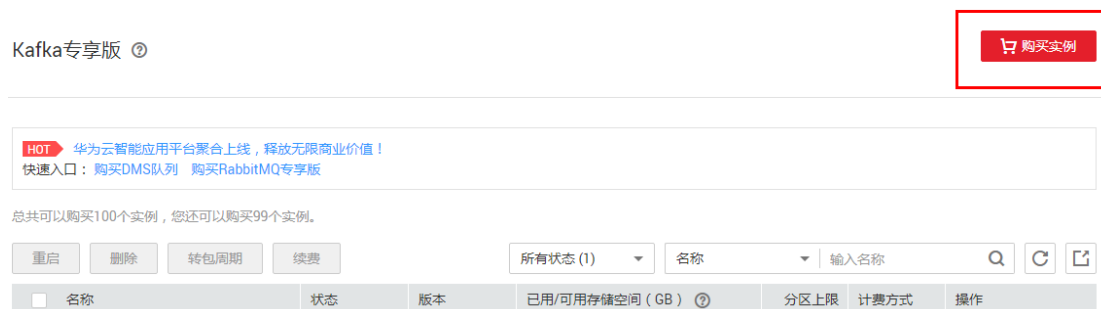 Kafka专享版 ?
购买实例
HOT 华为云智能应用平台聚合上线，释放无限商业价值！
快速入口： 购买DMS队列 购买RabbitMQ专享版
总共可以购买100个实例，您还可以购买99个实例。
重启 删除 转包周期 续费 所有状态 (1) 名称 输入名称
名称 状态 版本 已用/可用存储空间（GB） ? 分区上限 计费方式 操作